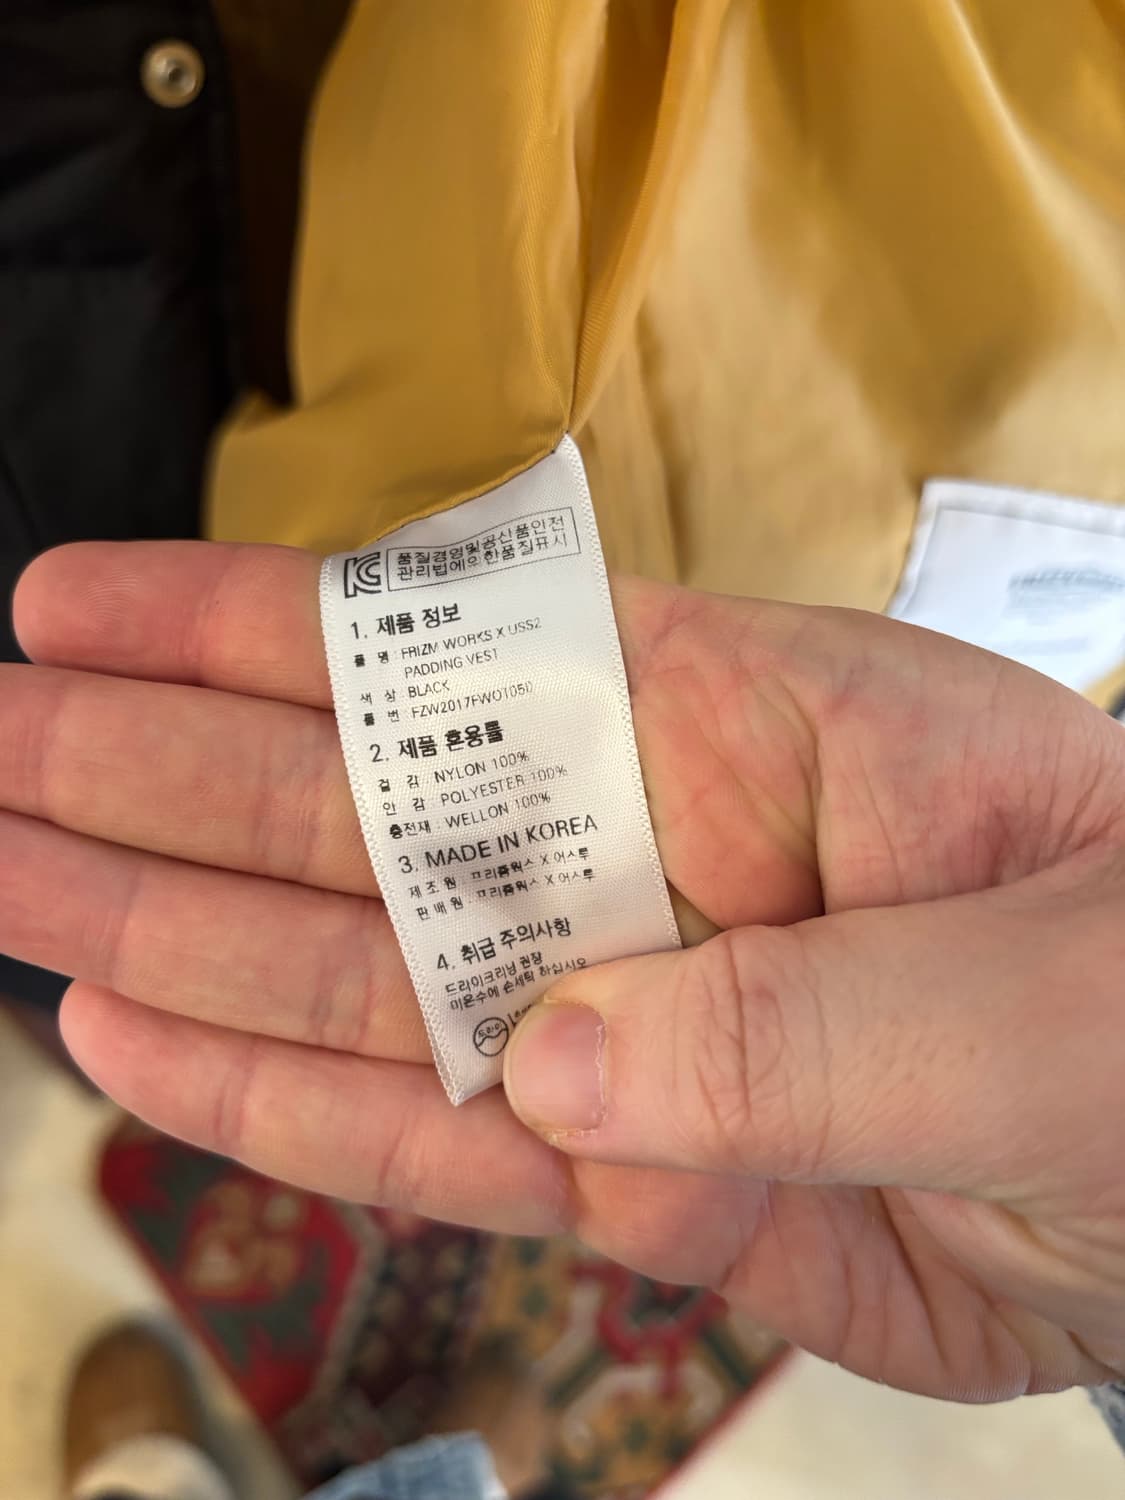 품질경영및공산품안전
관리법에의한품질표시
1. 제품 정보
품 명 : FRIZM WORKS X USS2
PADDING VEST
색 상 BLACK
품 번 FZW2017FWOT05D
2. 제품 혼용률
겉 감 NYLON 100%
안 감 : POLYESTER 100%
충전재 : WELLON 100%
3. MADE IN KOREA
제 조 원 프리즘웍스 X 어스투
판 매 원 프리즘웍스 X 어스투
4. 취급 주의사항
드라이크리닝 권장
미온수에 손세탁 하십시오
드라이